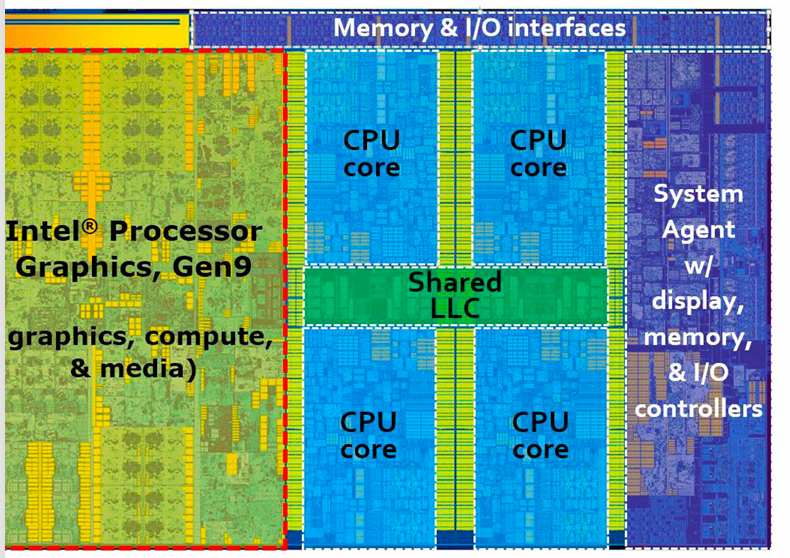 Memory & I/O interfaces
CPU
core
CPU
core
Intel® Processor
Graphics, Gen9
graphics, compute,
& media)
Shared
LLC
System
Agent
w/
display,
memory,
& I/O
controllers
CPU
core
CPU
core